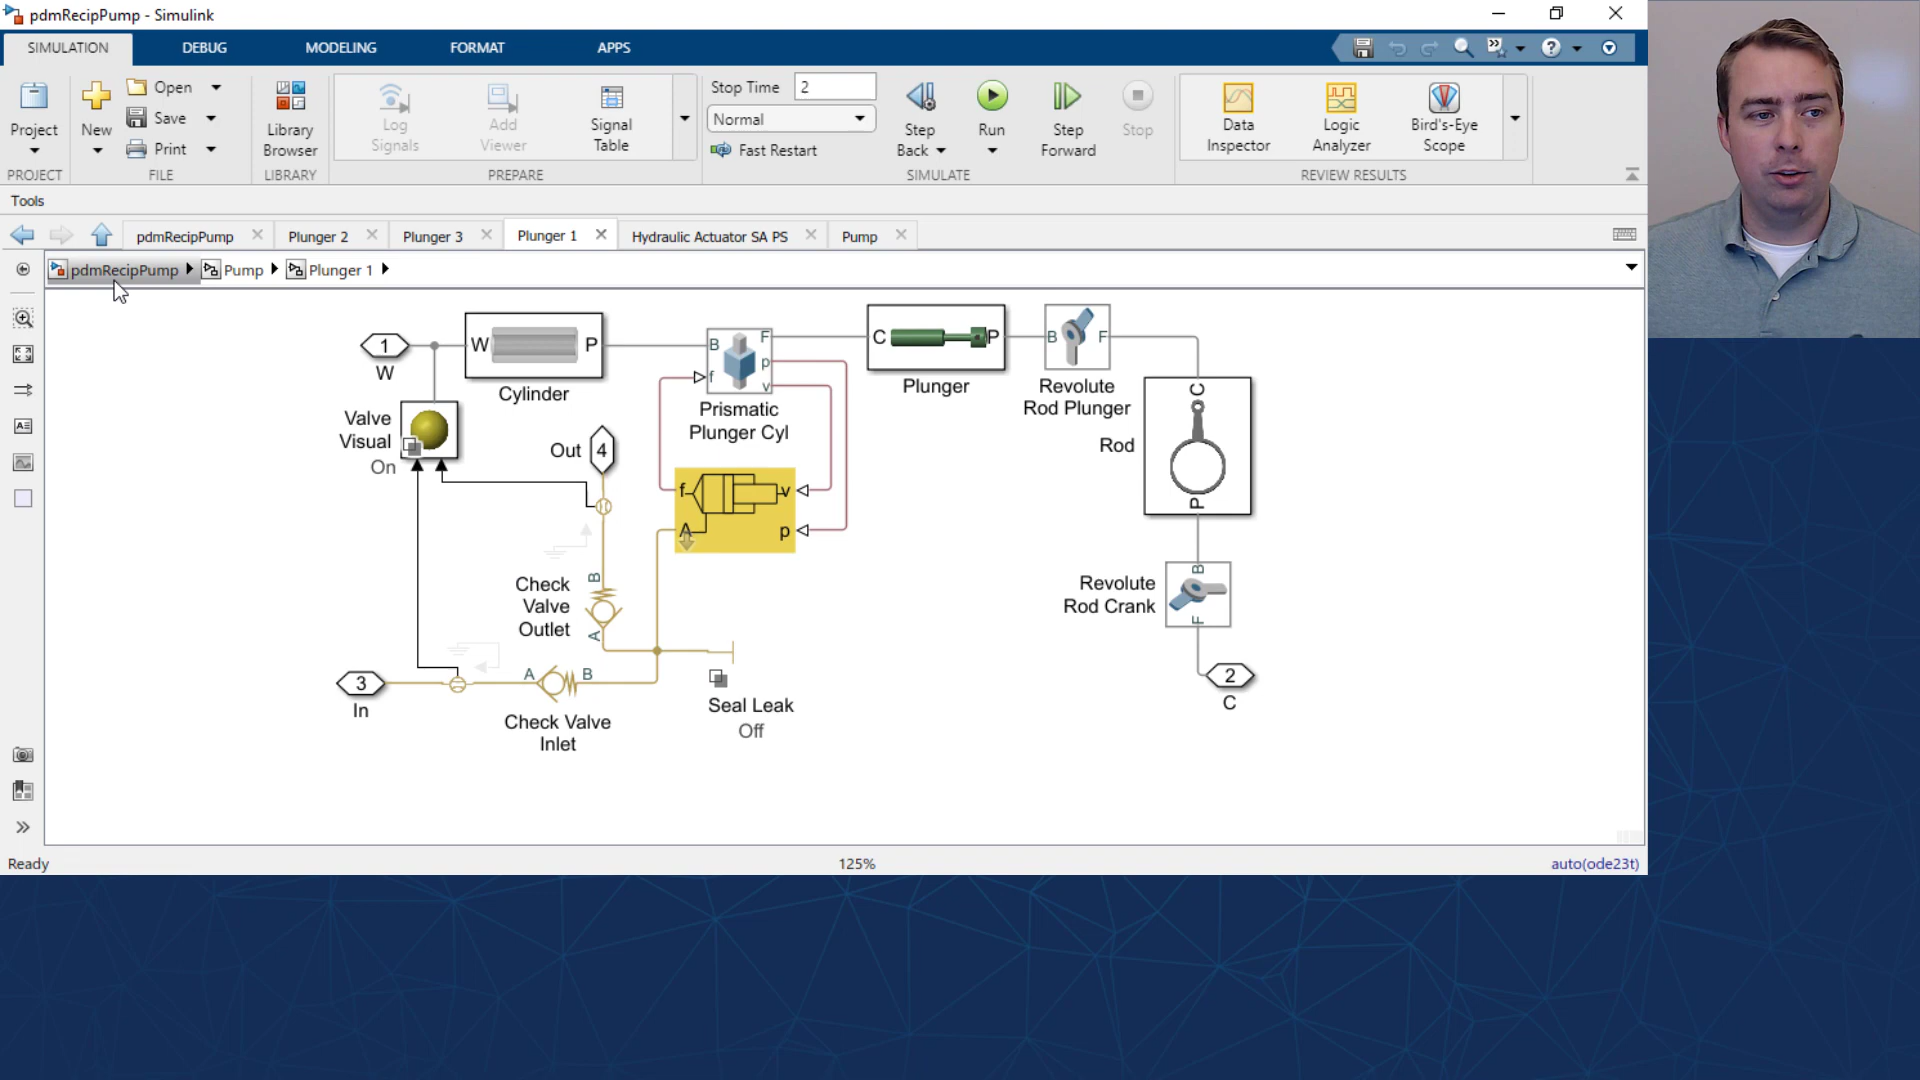 pdmRecipPump - Simulink
SIMULATION DEBUG MODELING FORMAT APPS
Project
PROJECT
New
Open
Save
Print
FILE
Library
Browser
LIBRARY
Log
Signals
Add
Viewer
Signal
Table
PREPARE
Stop Time 2
Normal
Fast Restart
Step
Back
Run
Step
Forward
Stop
SIMULATE
Data
Inspector
Logic
Analyzer
Bird's-Eye
Scope
REVIEW RESULTS
Tools
pdmRecipPump Plunger 2 Plunger 3 Plunger 1 Hydraulic Actuator SA PS Pump
pdmRecipPump Pump Plunger 1
1
W
W P
Cylinder
B F
p
f v
Prismatic
Plunger Cyl
C P
Plunger
B F
Revolute
Rod Plunger
C
Rod
P
Valve
Visual
On
Out 4
f v
A p
Check
Valve
Outlet
B
A
B
Revolute
Rod Crank
F
3
In
A B
Check Valve
Inlet
Seal Leak
Off
2
C
Ready 125% auto(ode23t)